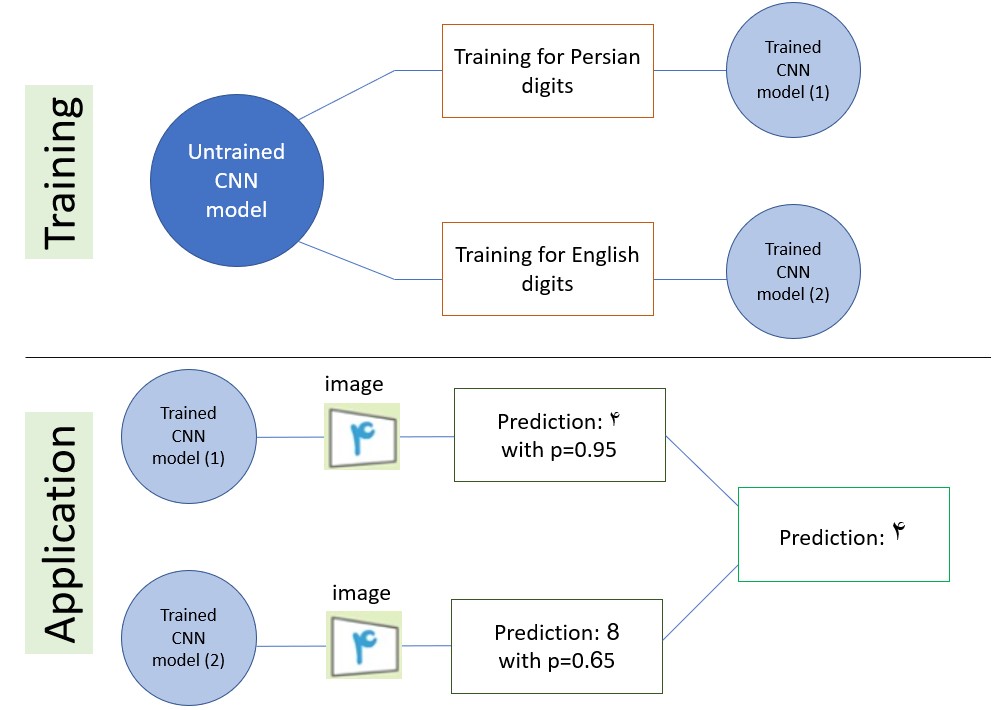 Training
Untrained
CNN
model
Training for Persian
digits
Trained
CNN
model (1)
Training for English
digits
Trained
CNN
model (2)
Application
Trained
CNN
model (1)
image
۴
Prediction: ۴
with p=0.95
Trained
CNN
model (2)
image
۴
Prediction: 8
with p=0.65
Prediction: ۴